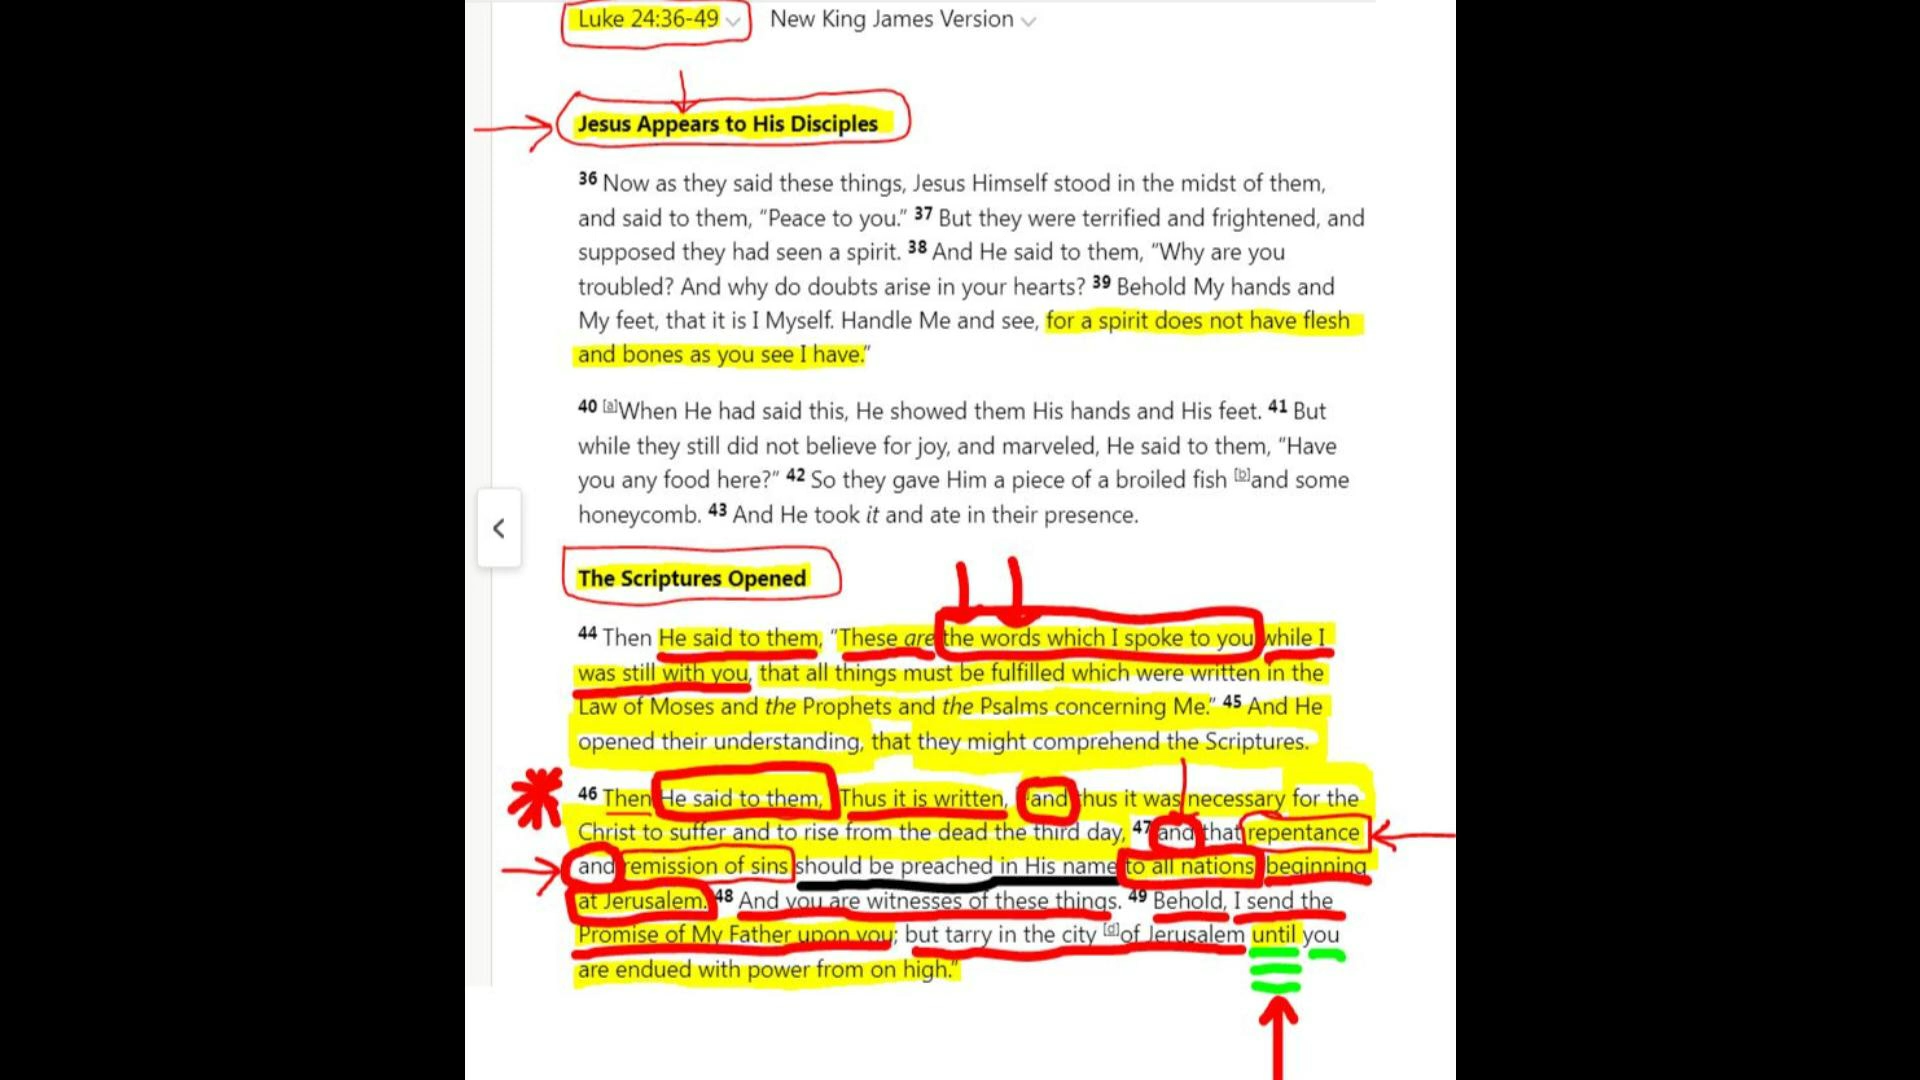 Luke 24:36-49 New King James Version
Jesus Appears to His Disciples
36 Now as they said these things, Jesus Himself stood in the midst of them,
and said to them, “Peace to you.” 37 But they were terrified and frightened, and
supposed they had seen a spirit. 38 And He said to them, “Why are you
troubled? And why do doubts arise in your hearts? 39 Behold My hands and
My feet, that it is I Myself. Handle Me and see, for a spirit does not have flesh
and bones as you see I have.”
40 [a]When He had said this, He showed them His hands and His feet. 41 But
while they still did not believe for joy, and marveled, He said to them, “Have
you any food here?” 42 So they gave Him a piece of a broiled fish [b]and some
honeycomb. 43 And He took it and ate in their presence.
The Scriptures Opened
44 Then He said to them, “These are the words which I spoke to you while I
was still with you, that all things must be fulfilled which were written in the
Law of Moses and the Prophets and the Psalms concerning Me.” 45 And He
opened their understanding, that they might comprehend the Scriptures.
46 Then He said to them, “Thus it is written, and thus it was necessary for the
Christ to suffer and to rise from the dead the third day, 47 and that repentance
and remission of sins should be preached in His name to all nations, beginning
at Jerusalem. 48 And you are witnesses of these things. 49 Behold, I send the
Promise of My Father upon you; but tarry in the city [d]of Jerusalem until you
are endued with power from on high.”